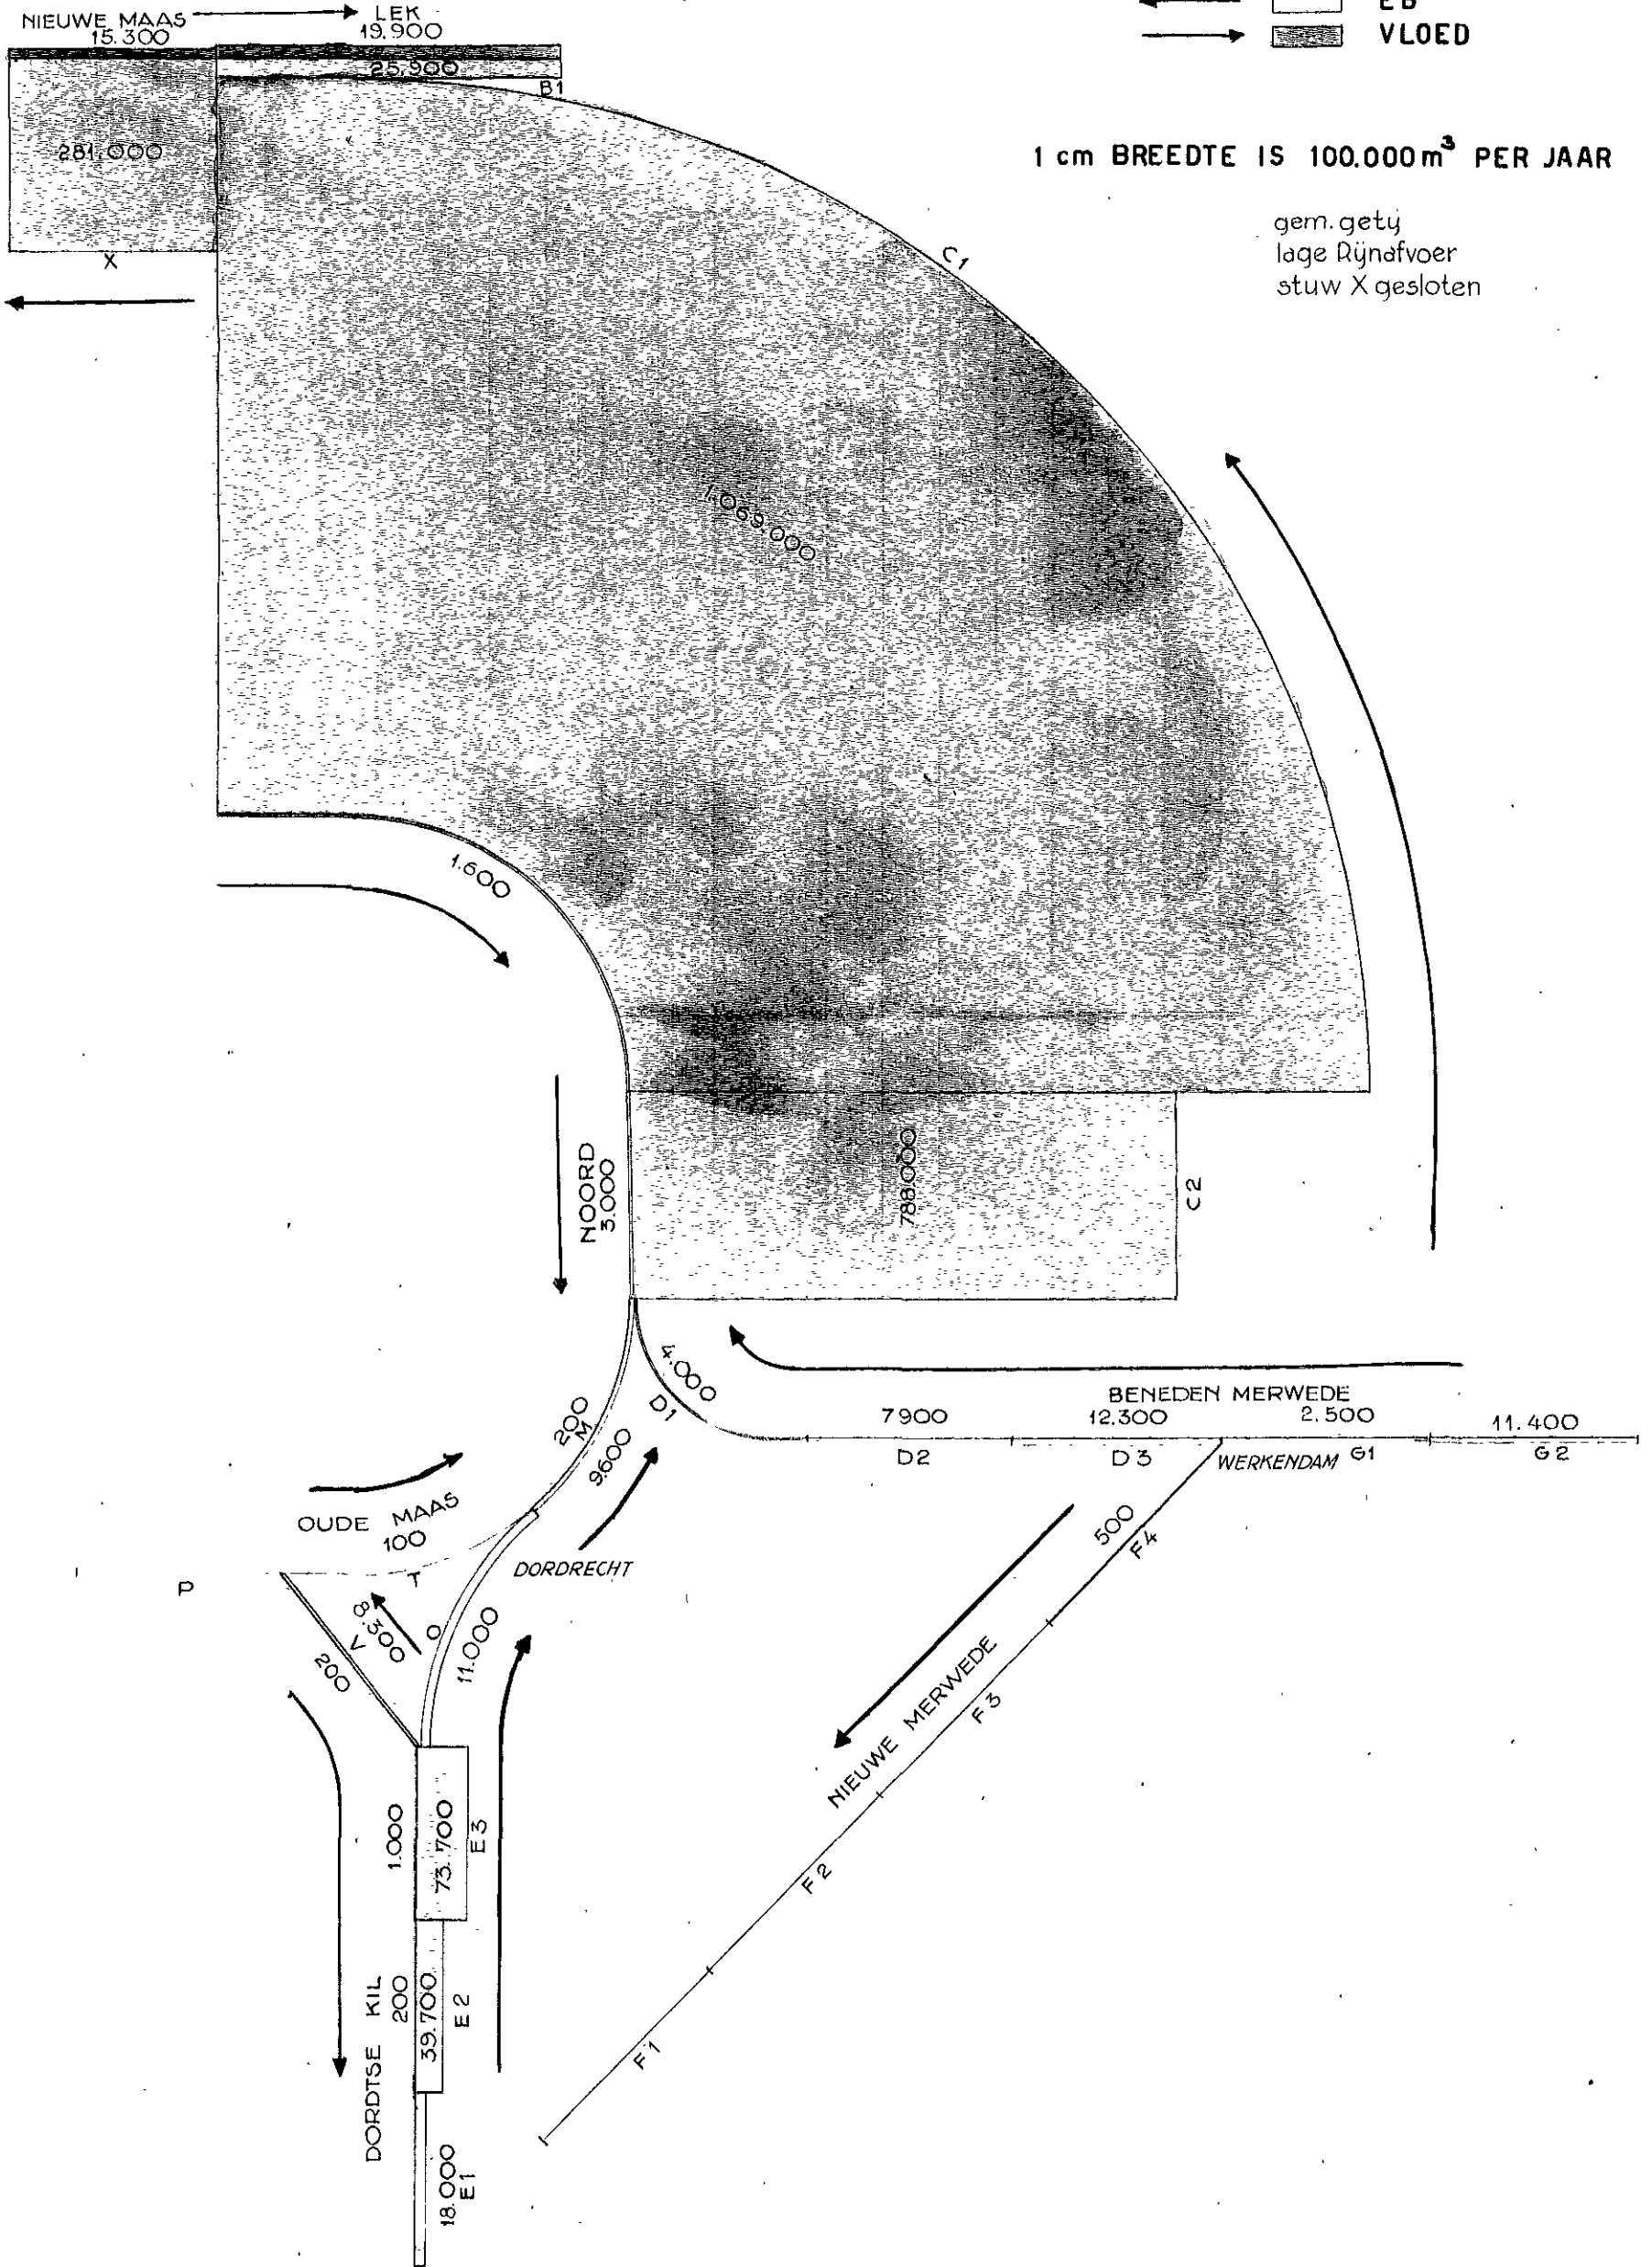 EB
VLOED
NIEUWE MAAS
15.300
LEK
19.900
25.900
B1
281.000
X
1 cm BREEDTE IS 100.000 m³ PER JAAR
gem. getij
lage Rijnafvoer
stuw X gesloten
C1
1.069.000
1.600
NOORD
3.000
788.000
C2
4.000
D1
200
M
9.600
BENEDEN MERWEDE
7900
12.300
2.500
11.400
D2
D3
WERKENDAM
G1
G2
OUDE MAAS
100
P
T
DORDRECHT
8.300
V
200
O
11.000
500
F4
NIEUWE MERWEDE
F3
F2
F1
1.000
73.700
E3
DORDTSE KIL
200
39.700
E2
18.000
E1